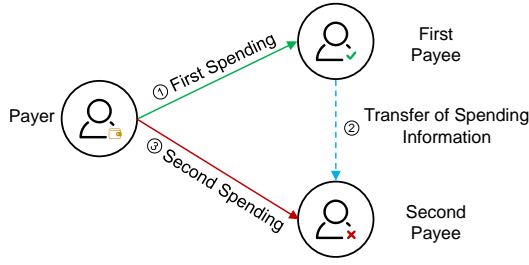 First
Payee
① First Spending
Payer
② Transfer of Spending
Information
③ Second Spending
Second
Payee